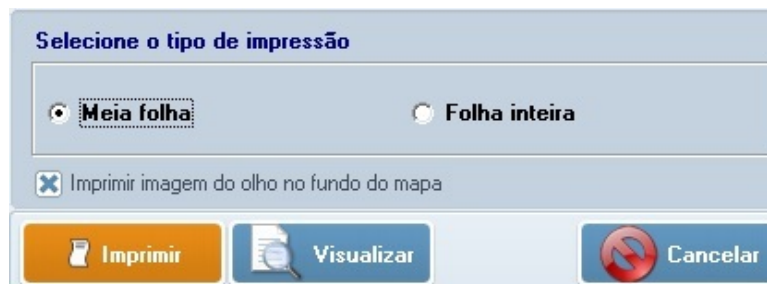 Selecione o tipo de impressão
Meia folha
Folha inteira
Imprimir imagem do olho no fundo do mapa
Imprimir
Visualizar
Cancelar